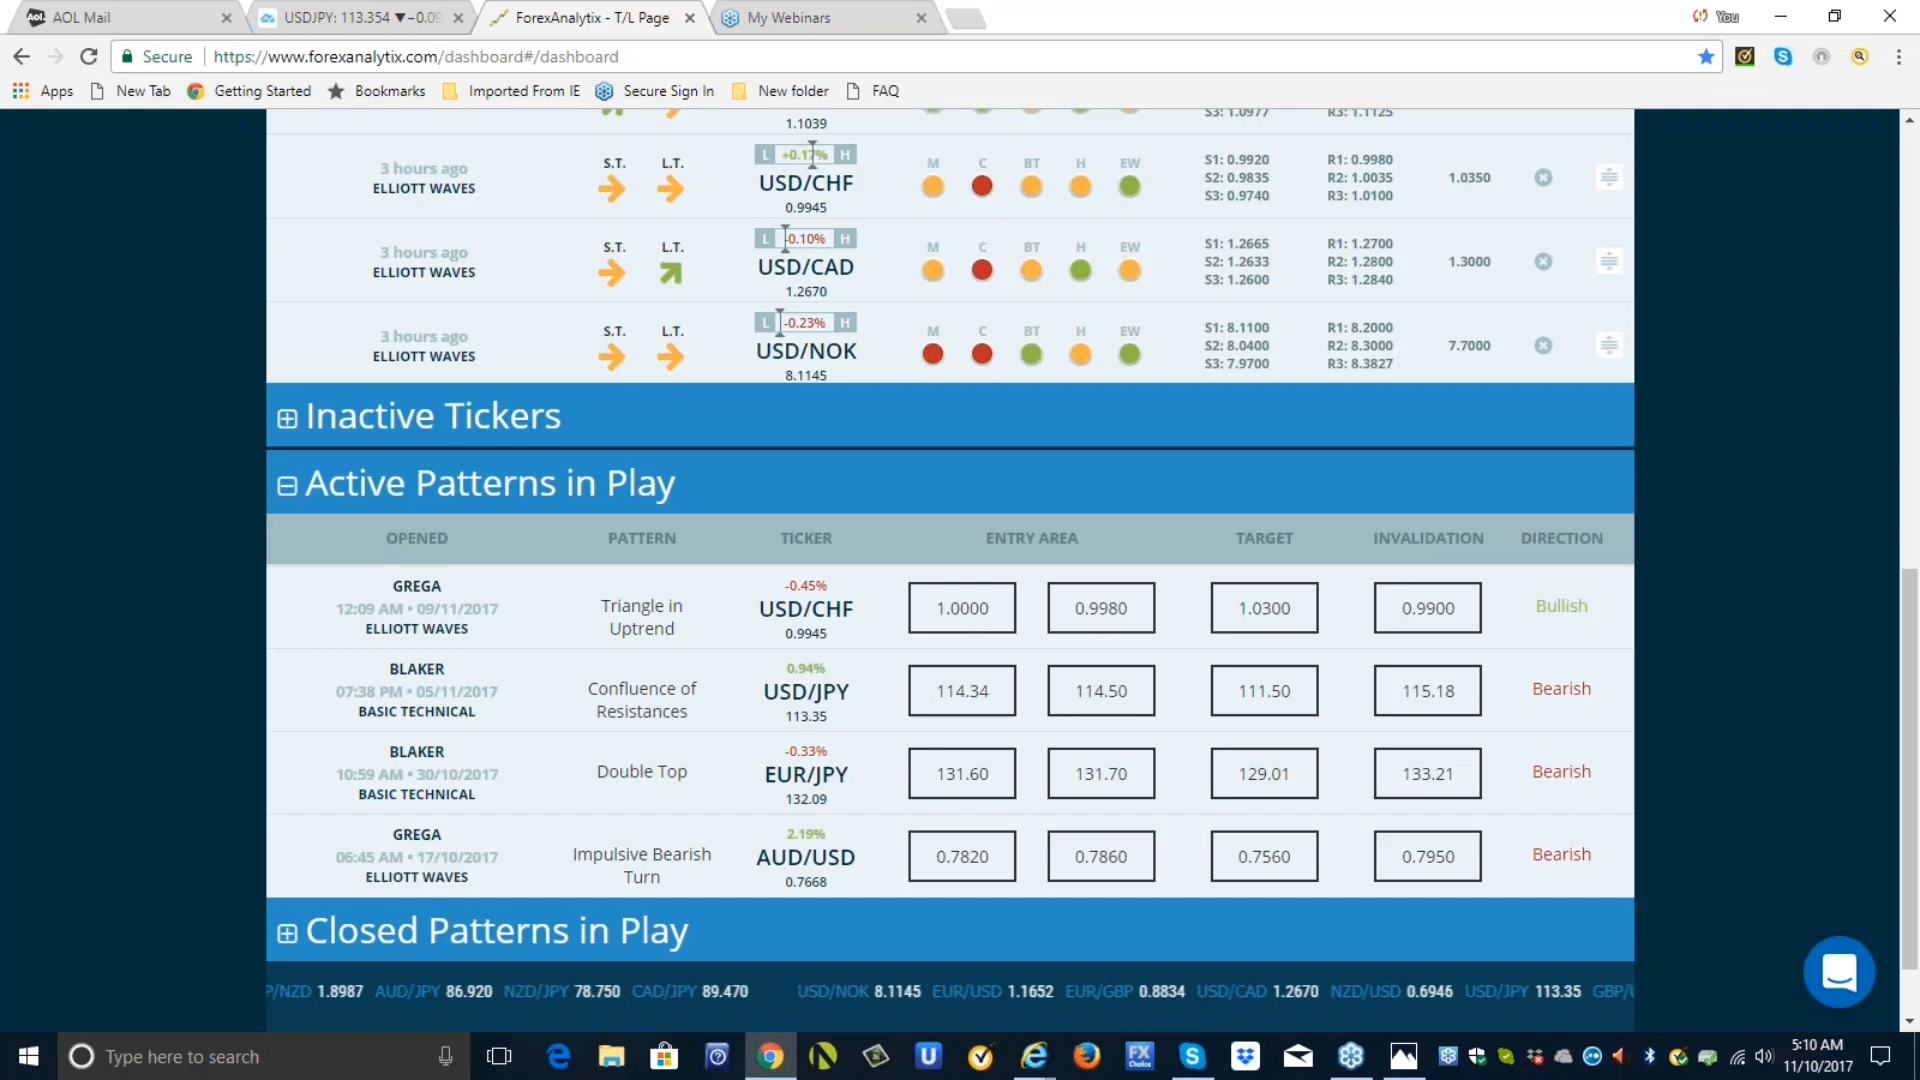 AOL Mail
USDJPY: 113.354 ▼−0.09
ForexAnalytix - T/L Page
My Webinars
You
Secure
https://www.forexanalytix.com/dashboard#/dashboard
Apps
New Tab
Getting Started
Bookmarks
Imported From IE
Secure Sign In
New folder
FAQ
1.1039
S3: 1.0977
R3: 1.1125
3 hours ago
ELLIOTT WAVES
S.T. L.T.
L +0.17% H
USD/CHF
0.9945
M C BT H EW
S1: 0.9920
S2: 0.9835
S3: 0.9740
R1: 0.9980
R2: 1.0035
R3: 1.0100
1.0350
3 hours ago
ELLIOTT WAVES
S.T. L.T.
L -0.10% H
USD/CAD
1.2670
M C BT H EW
S1: 1.2665
S2: 1.2633
S3: 1.2600
R1: 1.2700
R2: 1.2800
R3: 1.2840
1.3000
3 hours ago
ELLIOTT WAVES
S.T. L.T.
L -0.23% H
USD/NOK
8.1145
M C BT H EW
S1: 8.1100
S2: 8.0400
S3: 7.9700
R1: 8.2000
R2: 8.3000
R3: 8.3827
7.7000
Inactive Tickers
Active Patterns in Play
OPENED PATTERN TICKER ENTRY AREA TARGET INVALIDATION DIRECTION
GREGA
12:09 AM • 09/11/2017
ELLIOTT WAVES
Triangle in
Uptrend
-0.45%
USD/CHF
0.9945
1.0000 0.9980 1.0300 0.9900 Bullish
BLAKER
07:38 PM • 05/11/2017
BASIC TECHNICAL
Confluence of
Resistances
0.94%
USD/JPY
113.35
114.34 114.50 111.50 115.18 Bearish
BLAKER
10:59 AM • 30/10/2017
BASIC TECHNICAL
Double Top
-0.33%
EUR/JPY
132.09
131.60 131.70 129.01 133.21 Bearish
GREGA
06:45 AM • 17/10/2017
ELLIOTT WAVES
Impulsive Bearish
Turn
2.19%
AUD/USD
0.7668
0.7820 0.7860 0.7560 0.7950 Bearish
Closed Patterns in Play
P/NZD 1.8987 AUD/JPY 86.920 NZD/JPY 78.750 CAD/JPY 89.470 USD/NOK 8.1145 EUR/USD 1.1652 EUR/GBP 0.8834 USD/CAD 1.2670 NZD/USD 0.6946 USD/JPY 113.35 GBP/U
Type here to search
FX
Choice
5:10 AM
11/10/2017